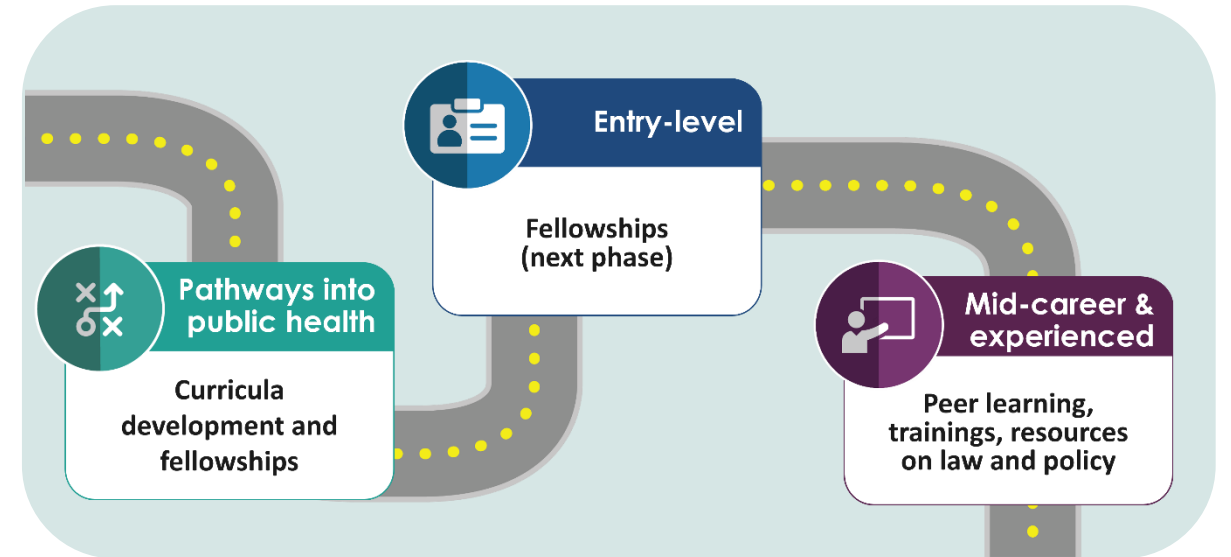 Pathways into
public health
Curricula
development and
fellowships
Entry-level
Fellowships
(next phase)
Mid-career &
experienced
Peer learning,
trainings, resources
on law and policy